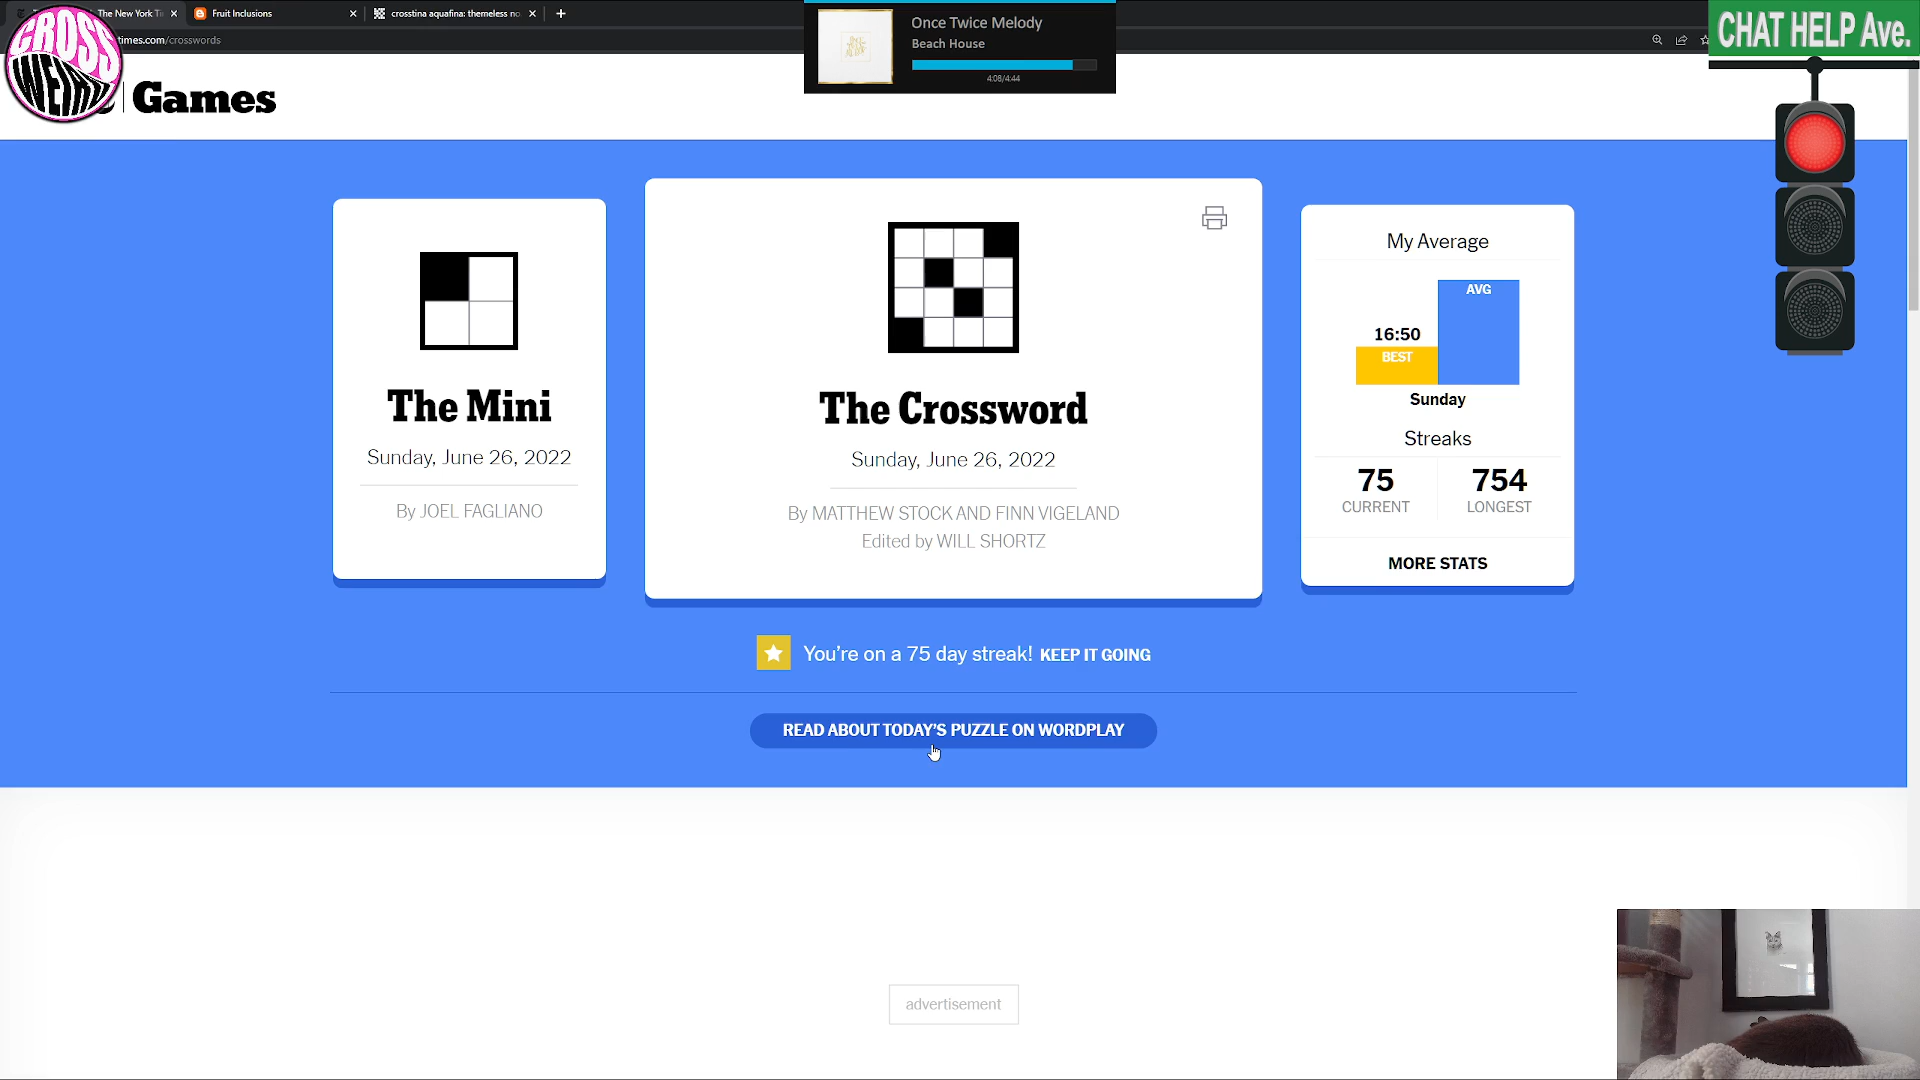 The New York Ti
Fruit Inclusions
crosstina aquafina: themeless no
times.com/crosswords
CROSS
WEIRD
Games
Once Twice Melody
Beach House
4:08/4:44
CHAT HELP Ave.
The Mini
Sunday, June 26, 2022
By JOEL FAGLIANO
The Crossword
Sunday, June 26, 2022
By MATTHEW STOCK AND FINN VIGELAND
Edited by WILL SHORTZ
My Average
AVG
16:50
BEST
Sunday
Streaks
75
CURRENT
754
LONGEST
MORE STATS
You're on a 75 day streak! KEEP IT GOING
READ ABOUT TODAY'S PUZZLE ON WORDPLAY
advertisement